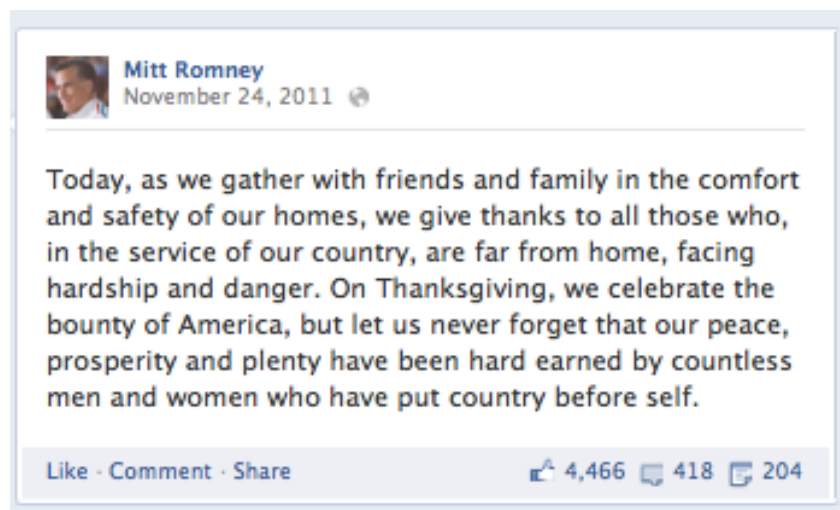 Mitt Romney
November 24, 2011
Today, as we gather with friends and family in the comfort
and safety of our homes, we give thanks to all those who,
in the service of our country, are far from home, facing
hardship and danger. On Thanksgiving, we celebrate the
bounty of America, but let us never forget that our peace,
prosperity and plenty have been hard earned by countless
men and women who have put country before self.
Like · Comment · Share 4,466 418 204